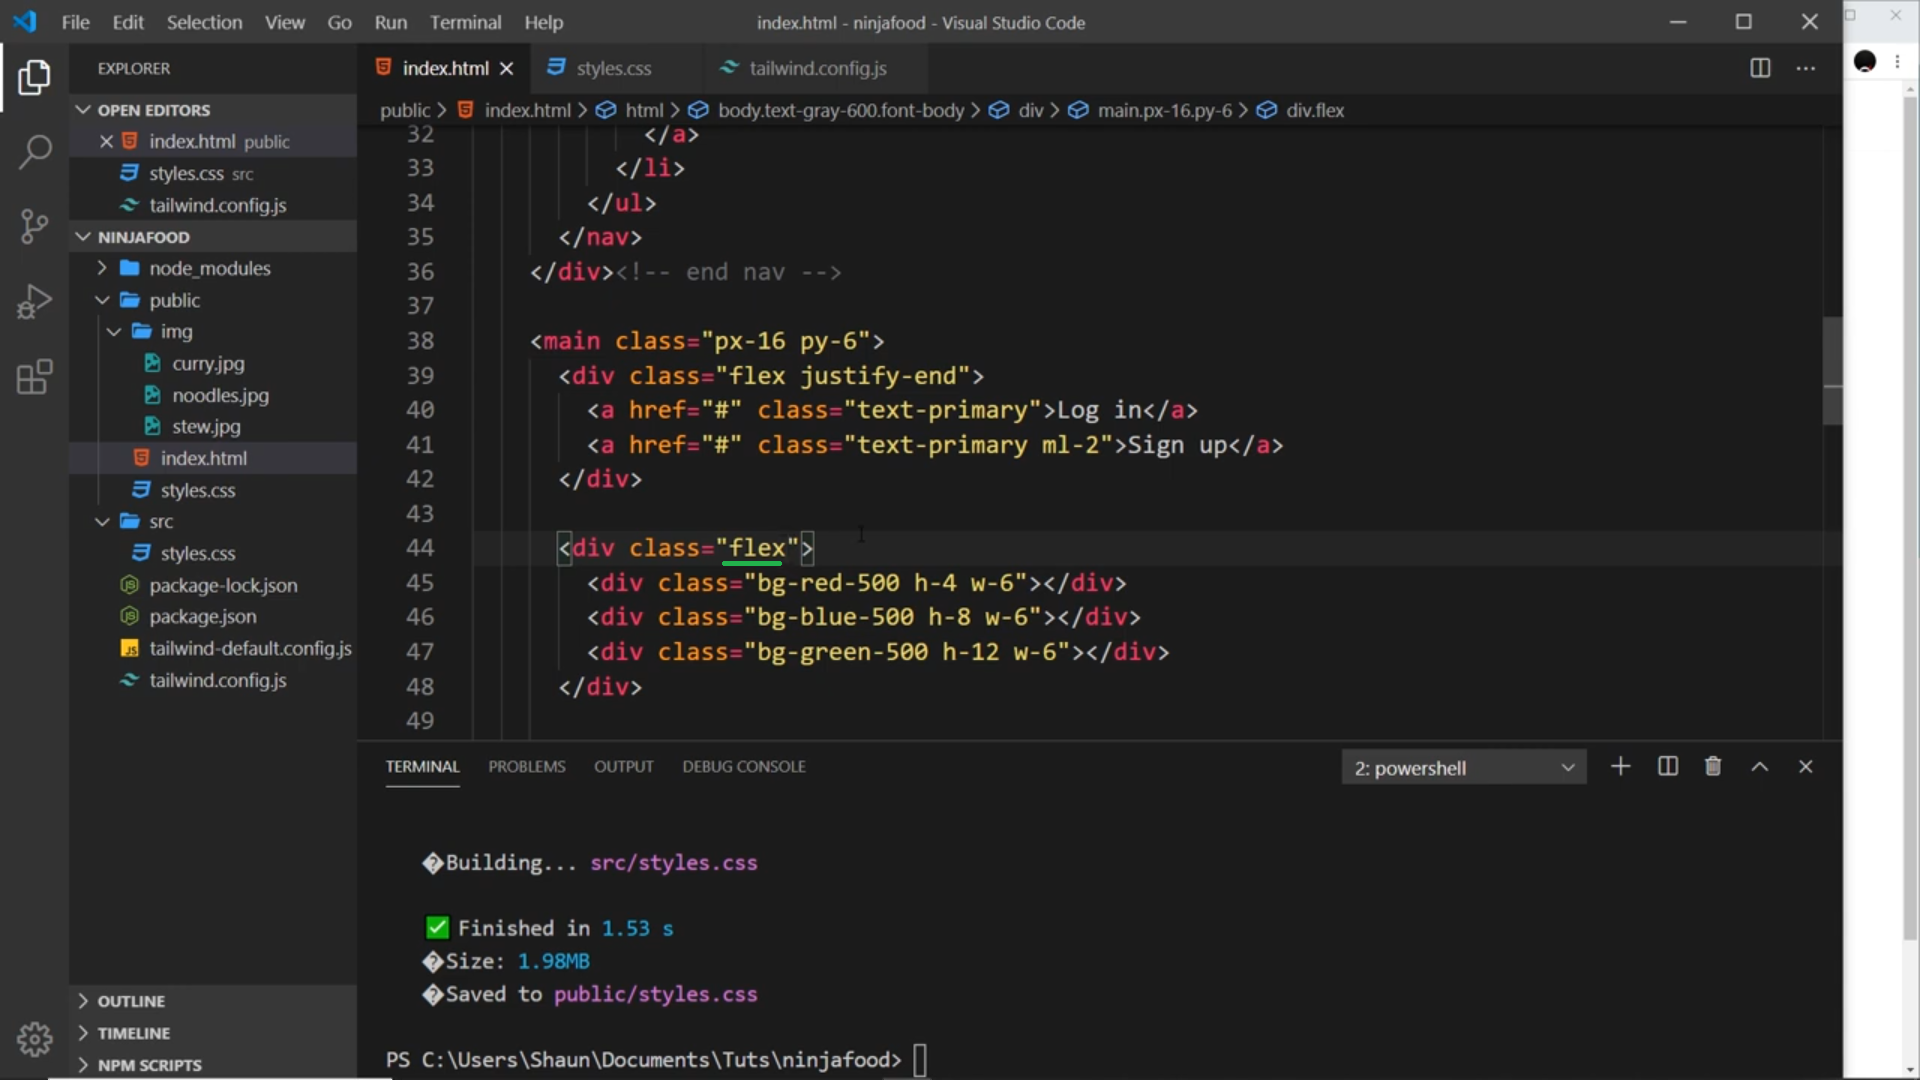 File Edit Selection View Go Run Terminal Help
index.html - ninjafood - Visual Studio Code
EXPLORER
OPEN EDITORS
index.html public
styles.css src
tailwind.config.js
NINJAFOOD
node_modules
public
img
curry.jpg
noodles.jpg
stew.jpg
index.html
styles.css
src
styles.css
package-lock.json
package.json
JS tailwind-default.config.js
tailwind.config.js
OUTLINE
TIMELINE
NPM SCRIPTS
index.html styles.css tailwind.config.js
public > index.html > html > body.text-gray-600.font-body > div > main.px-16.py-6 > div.flex
32 </a>
33 </li>
34 </ul>
35 </nav>
36 </div><!-- end nav -->
37
38 <main class="px-16 py-6">
39 <div class="flex justify-end">
40 <a href="#" class="text-primary">Log in</a>
41 <a href="#" class="text-primary ml-2">Sign up</a>
42 </div>
43
44 <div class="flex">
45 <div class="bg-red-500 h-4 w-6"></div>
46 <div class="bg-blue-500 h-8 w-6"></div>
47 <div class="bg-green-500 h-12 w-6"></div>
48 </div>
49
TERMINAL PROBLEMS OUTPUT DEBUG CONSOLE
2: powershell
�Building... src/styles.css
✅ Finished in 1.53 s
�Size: 1.98MB
�Saved to public/styles.css
PS C:\Users\Shaun\Documents\Tuts\ninjafood>